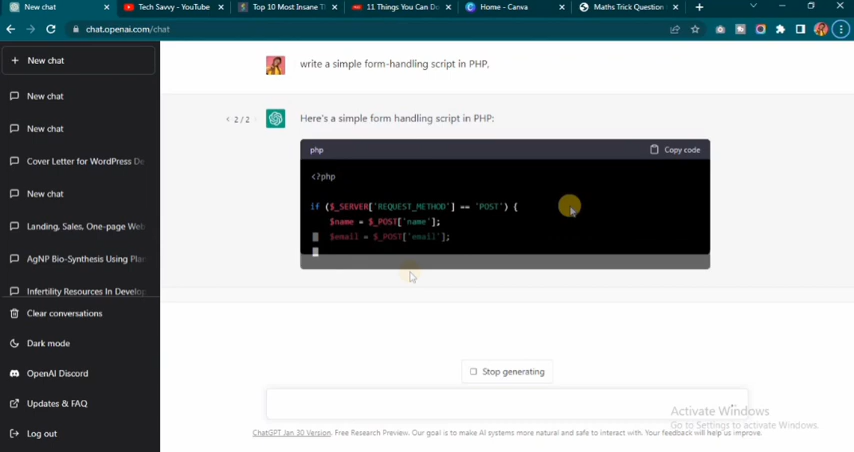 New chat
Tech Savvy - YouTube
Top 10 Most Insane T
11 Things You Can Do
Home - Canva
Maths Trick Question
chat.openai.com/chat
New chat
New chat
New chat
Cover Letter for WordPress De
New chat
Landing, Sales, One-page Web
AgNP Bio-Synthesis Using Plan
Infertility Resources In Develop
Clear conversations
Dark mode
OpenAI Discord
Updates & FAQ
Log out
write a simple form-handling script in PHP.
< 2 / 2
Here's a simple form handling script in PHP:
php
Copy code
<?php
if ($_SERVER['REQUEST_METHOD'] == 'POST') {
$name = $_POST['name'];
$email = $_POST['email'];
Stop generating
Activate Windows
Go to Settings to activate Windows.
ChatGPT Jan 30 Version. Free Research Preview. Our goal is to make AI systems more natural and safe to interact with. Your feedback will help us improve.